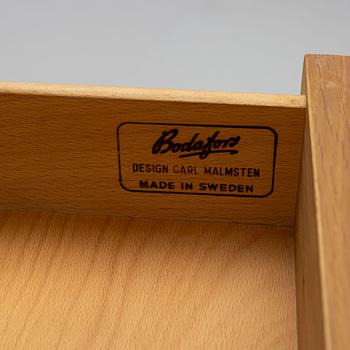 Bodafors
DESIGN CARL MALMSTEN
MADE IN SWEDEN